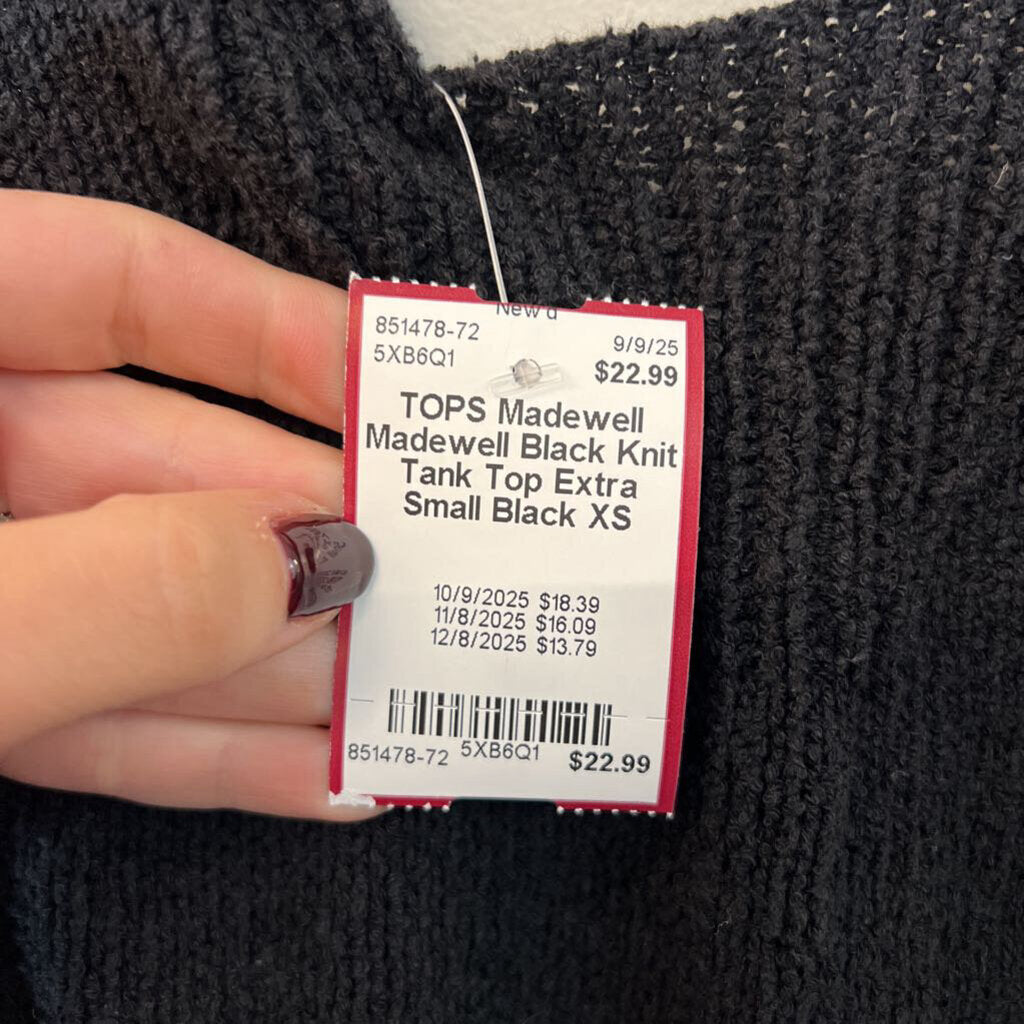 New
851478-72
9/9/25
5XB6Q1
$22.99
TOPS Madewell
Madewell Black Knit
Tank Top Extra
Small Black XS
10/9/2025 $18.39
11/8/2025 $16.09
12/8/2025 $13.79
851478-72 5XB6Q1 $22.99